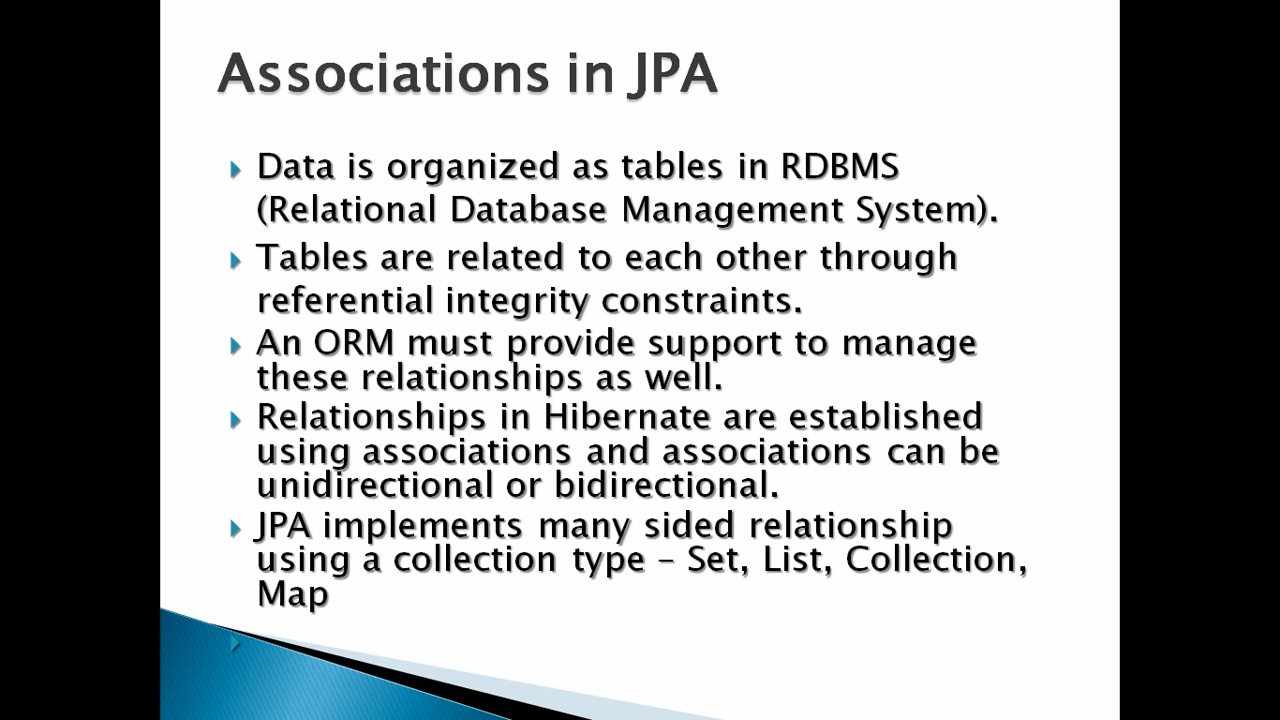 Associations in JPA
Data is organized as tables in RDBMS
(Relational Database Management System).
Tables are related to each other through
referential integrity constraints.
An ORM must provide support to manage
these relationships as well.
Relationships in Hibernate are established
using associations and associations can be
unidirectional or bidirectional.
JPA implements many sided relationship
using a collection type – Set, List, Collection,
Map